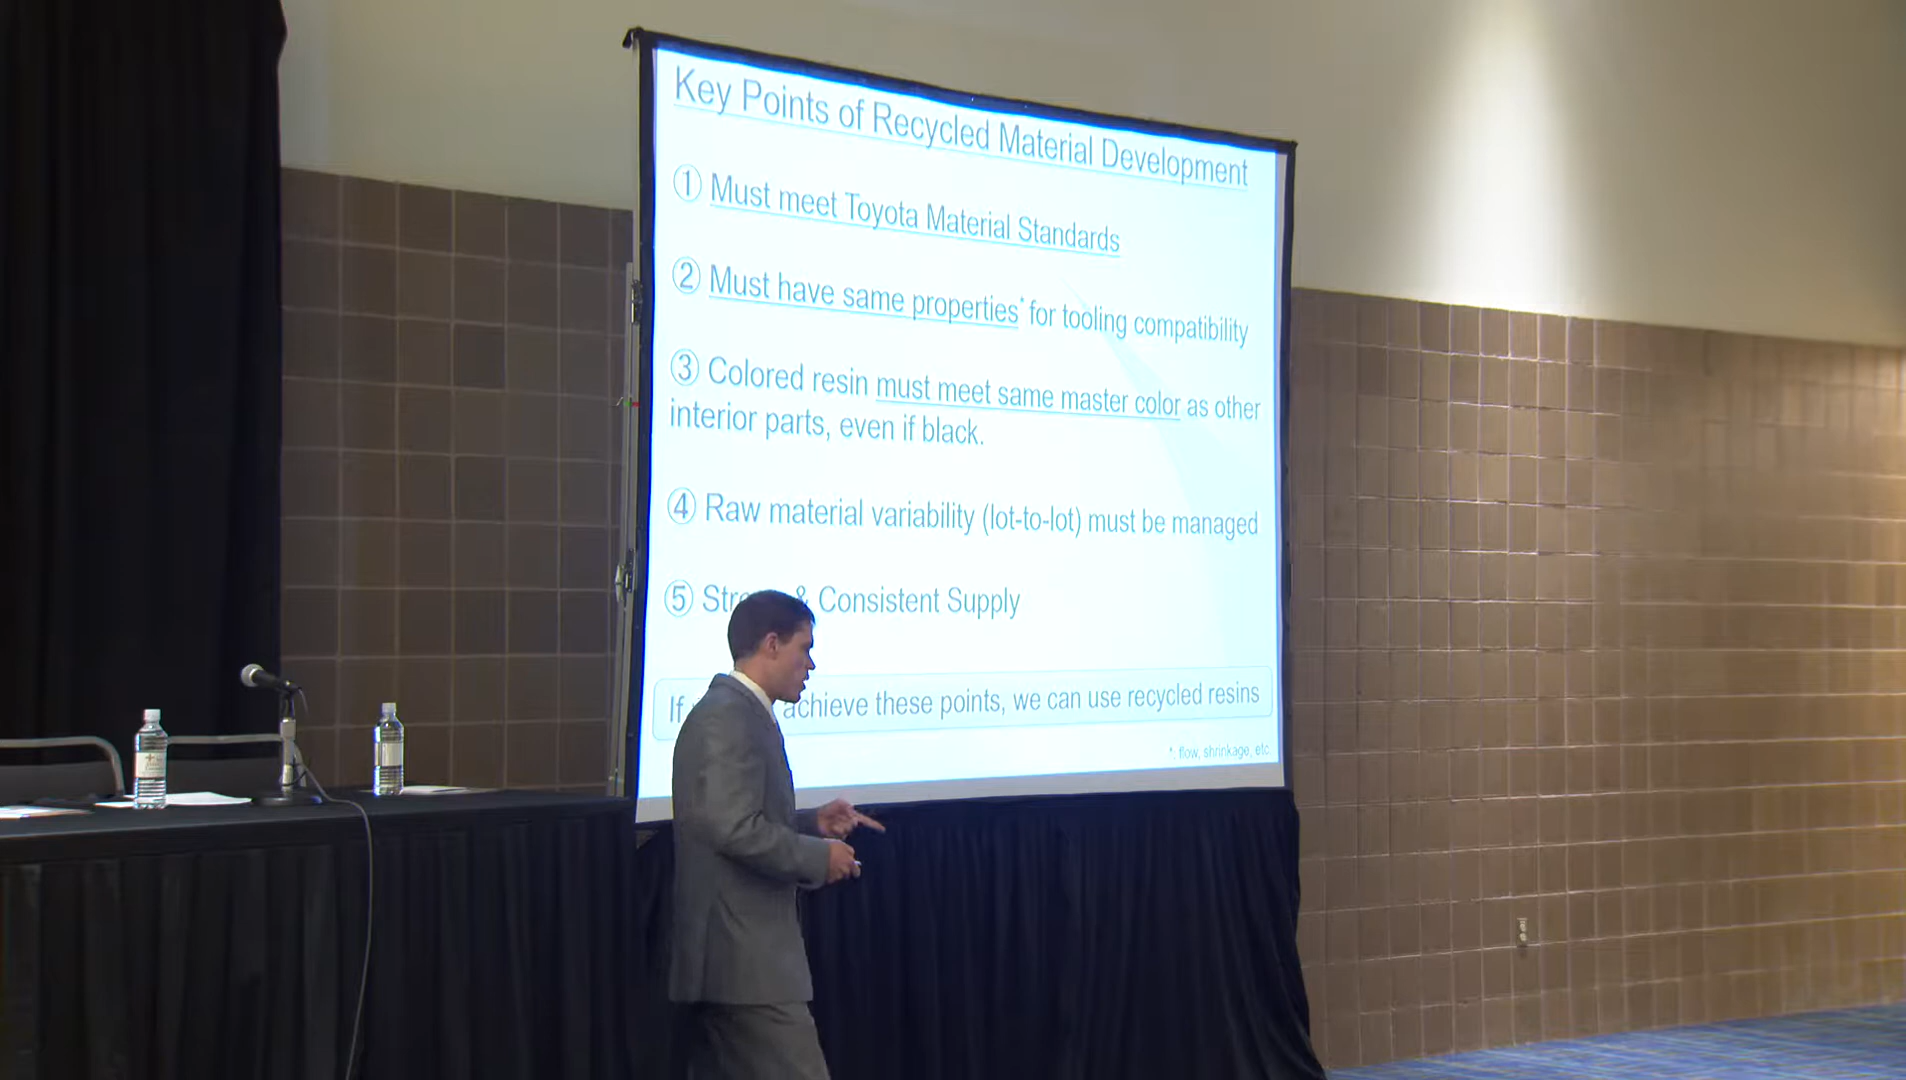 Key Points of Recycled Material Development
① Must meet Toyota Material Standards
② Must have same properties* for tooling compatibility
③ Colored resin must meet same master color as other
interior parts, even if black.
④ Raw material variability (lot-to-lot) must be managed
⑤ & Consistent Supply
If achieve these points, we can use recycled resins
*: flow, shrinkage, etc